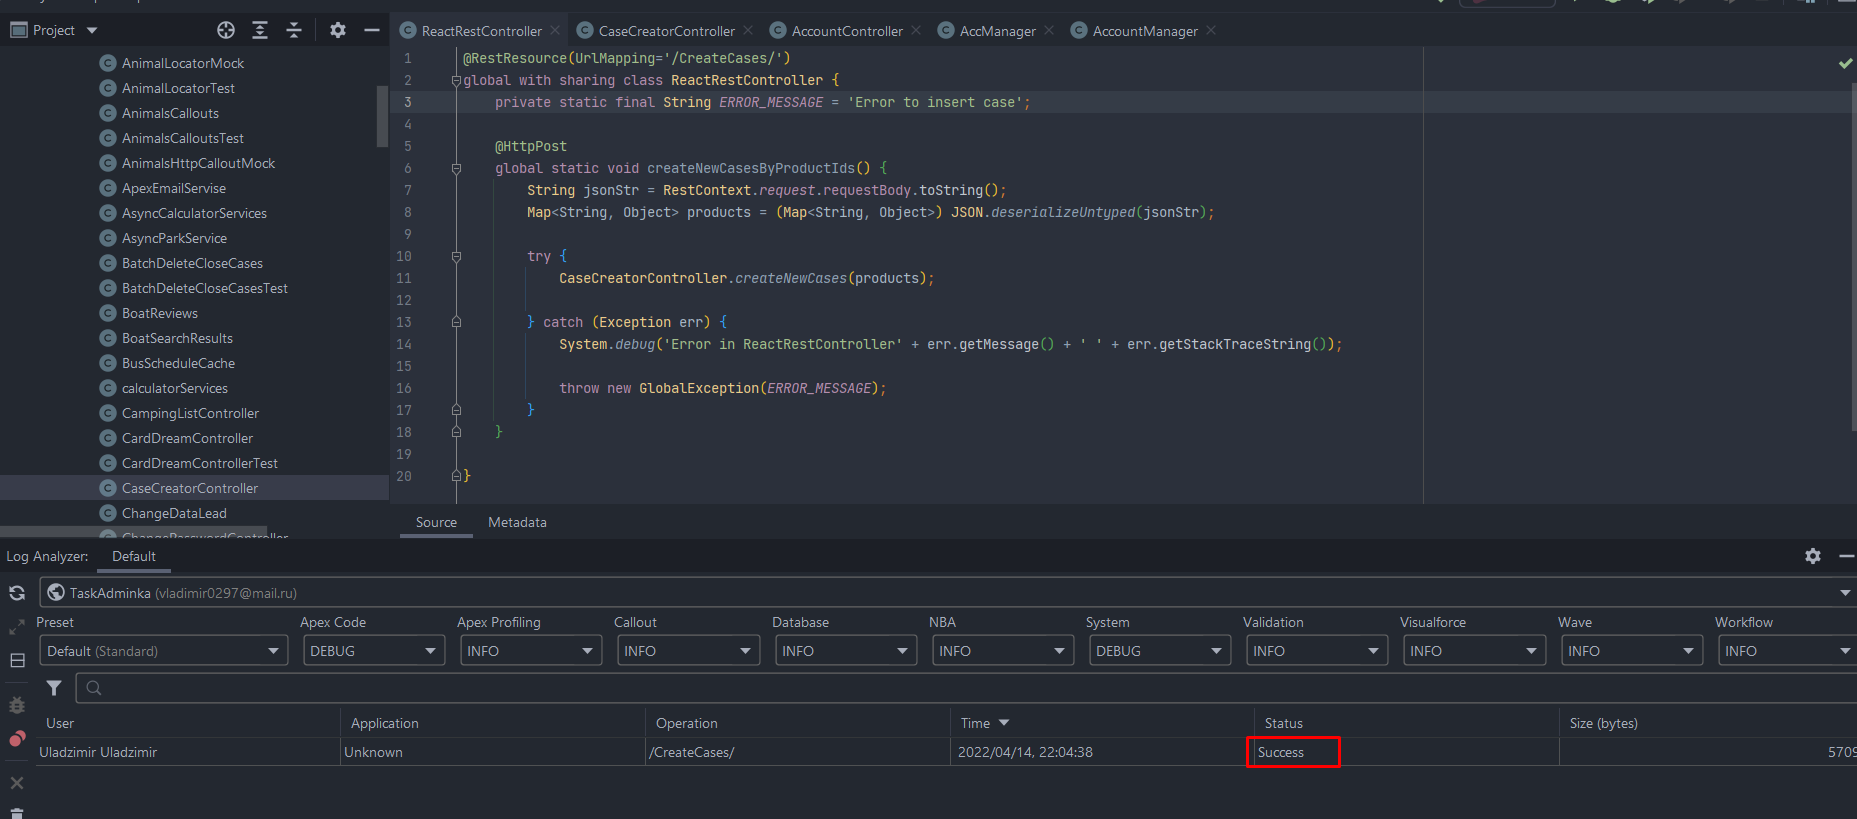 Project
AnimalLocatorMock
AnimalLocatorTest
AnimalsCallouts
AnimalsCalloutsTest
AnimalsHttpCalloutMock
ApexEmailServise
AsyncCalculatorServices
AsyncParkService
BatchDeleteCloseCases
BatchDeleteCloseCasesTest
BoatReviews
BoatSearchResults
BusScheduleCache
calculatorServices
CampingListController
CardDreamController
CardDreamControllerTest
CaseCreatorController
ChangeDataLead
ChangePasswordController
ReactRestController CaseCreatorController AccountController AccManager AccountManager
1 @RestResource(UrlMapping='/CreateCases/')
2 global with sharing class ReactRestController {
3 private static final String ERROR_MESSAGE = 'Error to insert case';
4
5 @HttpPost
6 global static void createNewCasesByProductIds() {
7 String jsonStr = RestContext.request.requestBody.toString();
8 Map<String, Object> products = (Map<String, Object>) JSON.deserializeUntyped(jsonStr);
9
10 try {
11 CaseCreatorController.createNewCases(products);
12
13 } catch (Exception err) {
14 System.debug('Error in ReactRestController' + err.getMessage() + ' ' + err.getStackTraceString());
15
16 throw new GlobalException(ERROR_MESSAGE);
17 }
18 }
19
20 }
Source Metadata
Log Analyzer: Default
TaskAdminka (vladimir0297@mail.ru)
Preset Apex Code Apex Profiling Callout Database NBA System Validation Visualforce Wave Workflow
Default (Standard) DEBUG INFO INFO INFO INFO DEBUG INFO INFO INFO INFO
User Application Operation Time Status Size (bytes)
Uladzimir Uladzimir Unknown /CreateCases/ 2022/04/14, 22:04:38 Success 5709